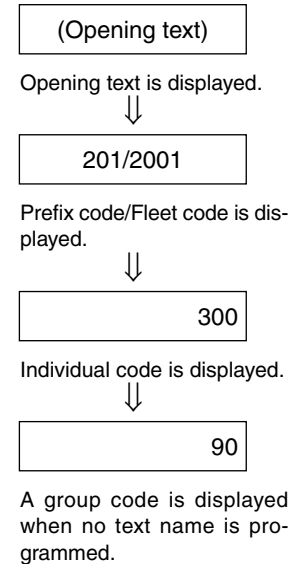 (Opening text)
Opening text is displayed.
201/2001
Prefix code/Fleet code is dis-
played.
300
Individual code is displayed.
90
A group code is displayed
when no text name is pro-
grammed.